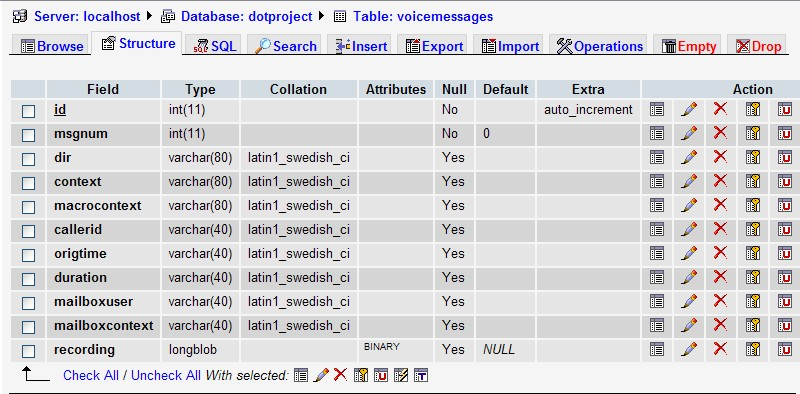 Server: localhost Database: dotproject Table: voicemessages
Browse Structure SQL Search Insert Export Import Operations Empty Drop
Field Type Collation Attributes Null Default Extra Action
id int(11) No auto_increment
msgnum int(11) No 0
dir varchar(80) latin1_swedish_ci Yes
context varchar(80) latin1_swedish_ci Yes
macrocontext varchar(80) latin1_swedish_ci Yes
callerid varchar(40) latin1_swedish_ci Yes
origtime varchar(40) latin1_swedish_ci Yes
duration varchar(40) latin1_swedish_ci Yes
mailboxuser varchar(40) latin1_swedish_ci Yes
mailboxcontext varchar(40) latin1_swedish_ci Yes
recording longblob BINARY Yes NULL
Check All / Uncheck All With selected: